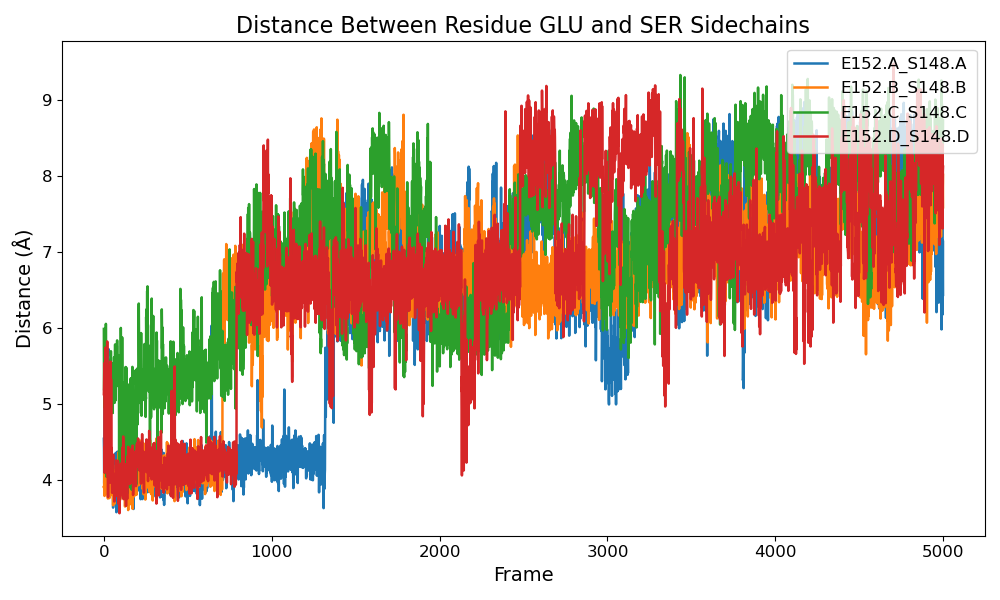 Distance Between Residue GLU and SER Sidechains
E152.A_S148.A
E152.B_S148.B
E152.C_S148.C
E152.D_S148.D
Distance (Å)
9
8
7
6
5
4
0 1000 2000 3000 4000 5000
Frame